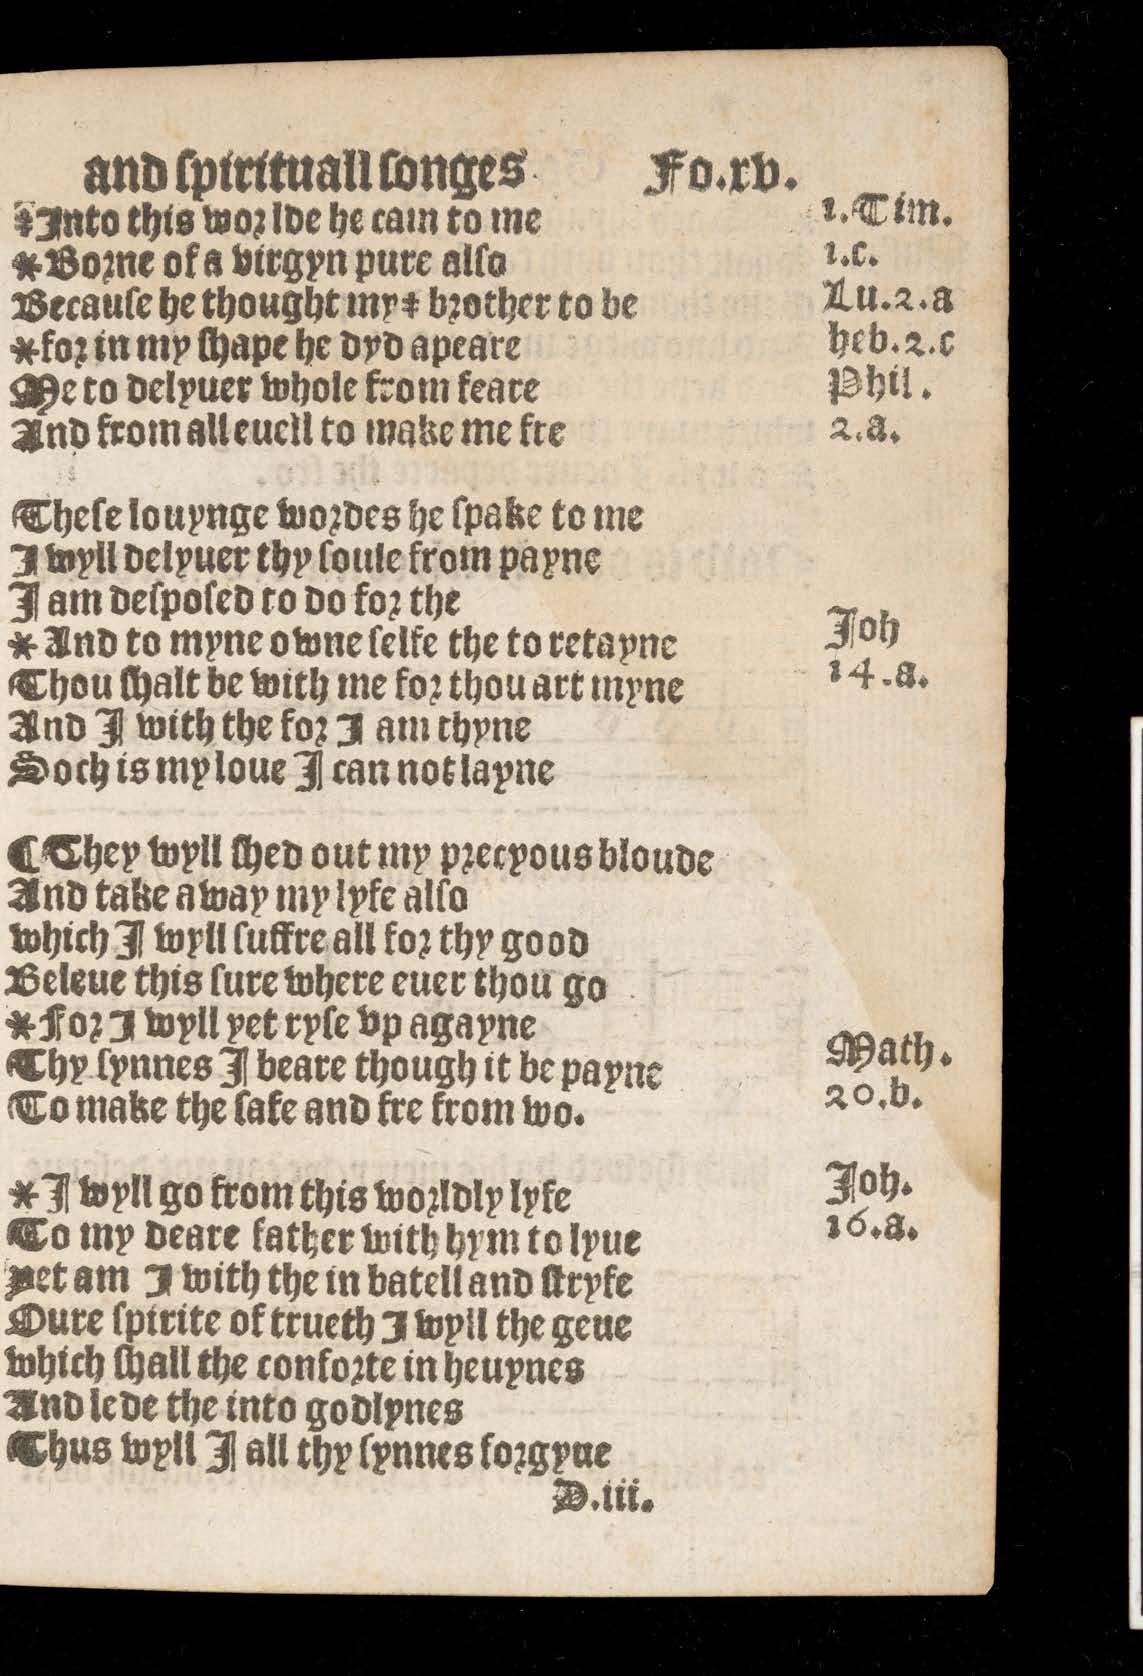 and ſpirituall ſonges. Fo.xv.
‡Into this worlde he cam to me
*Borne of a virgyn pure alſo
Becauſe he thought my‡ brother to be
*for in my ſhape he dyd apeare
Me to delyuer whole from feare
And from all euell to make me fre
1.Tim.
1.c.
Lu.2.a
heb.2.c
Phil.
2.a.

Theſe louynge wordes he ſpake to me
I wyll delyuer thy ſoule from payne
I am deſpoſed to do for the
*And to myne owne ſelfe the to retayne
Thou ſhalt be with me for thou art myne
And I with the for I am thyne
Soch is my loue I can not layne
Joh
14.a.

¶They wyll ſhed out my precyous bloude
And take away my lyfe alſo
which I wyll ſuffre all for thy good
Beleue this ſure where euer thou go
*For I wyll yet ryſe vp agayne
Thy ſynnes I beare though it be payne
To make the ſafe and fre from wo.
Math.
20.b.

*I wyll go from this worldly lyfe
To my deare father with hym to lyue
yet am I with the in batell and ſtryfe
Oure ſpirite of trueth I wyll the geue
which ſhall the conforte in heuynes
And lede the into godlynes
Thus wyll I all thy ſynnes forgyue
Joh.
16.a.
D.iii.